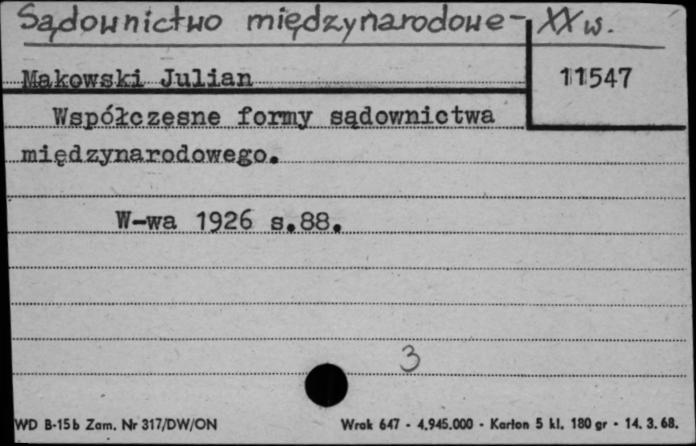 Sądownictwo międzynarodowe - XX w.
Makowski Julian
11547
Współczesne formy sądownictwa
międzynarodowego.
W-wa 1926 s.88.
3
WD B-15b Zam. Nr 317/DW/ON
Wrak 647 - 4.945.000 - Karton 5 kl. 180 gr - 14. 3. 68.